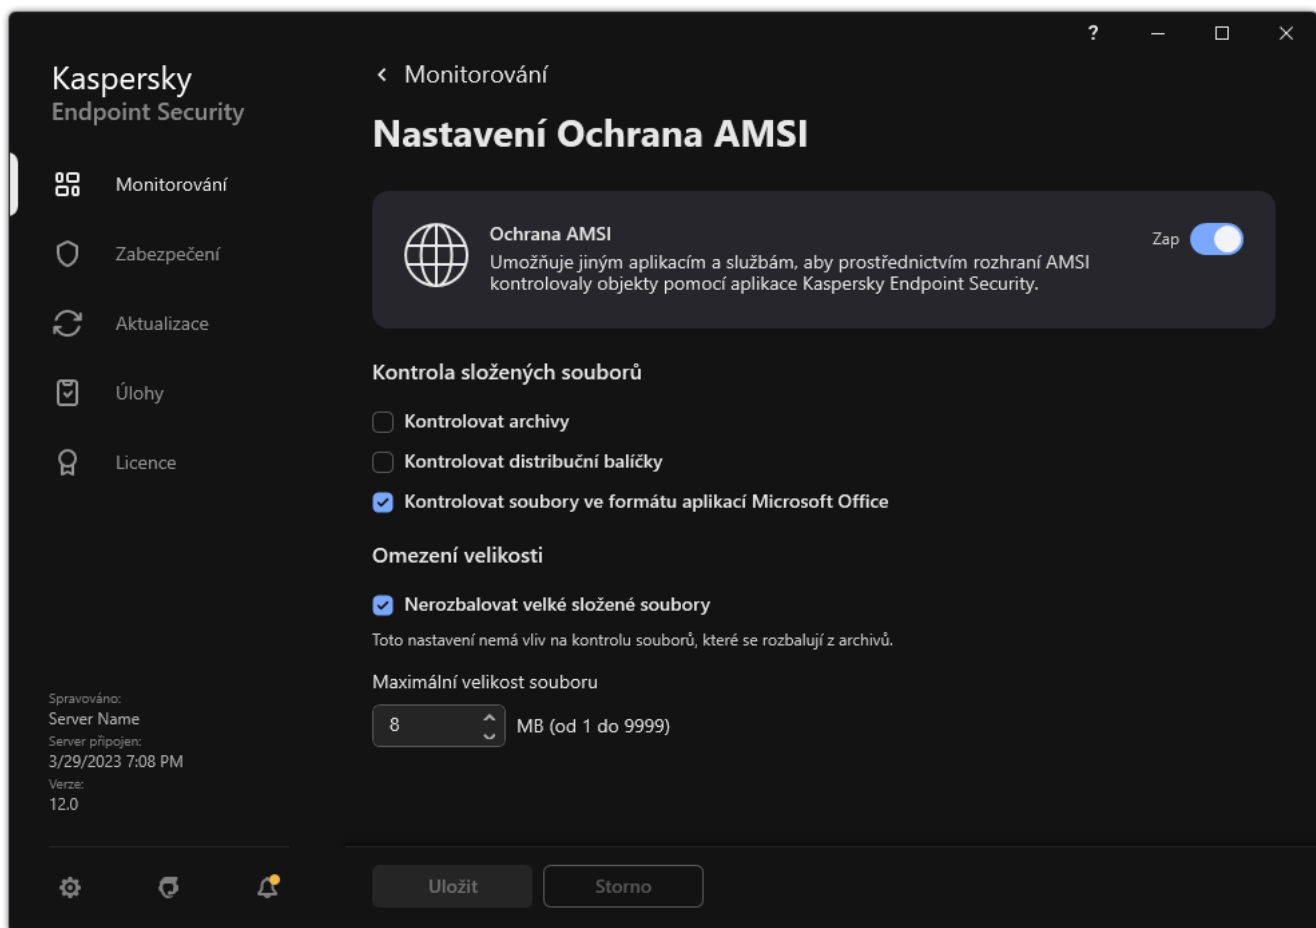 ?
Kaspersky
Endpoint Security
Monitorování
Zabezpečení
Aktualizace
Úlohy
Licence
Spravováno:
Server Name
Server připojen:
3/29/2023 7:08 PM
Verze:
12.0
Monitorování
Nastavení Ochrana AMSI
Ochrana AMSI
Umožňuje jiným aplikacím a službám, aby prostřednictvím rozhraní AMSI
kontrolovaly objekty pomocí aplikace Kaspersky Endpoint Security.
Zap
Kontrola složených souborů
Kontrolovat archivy
Kontrolovat distribuční balíčky
Kontrolovat soubory ve formátu aplikací Microsoft Office
Omezení velikosti
Nerozbalovat velké složené soubory
Toto nastavení nemá vliv na kontrolu souborů, které se rozbalují z archivů.
Maximální velikost souboru
8 MB (od 1 do 9999)
Uložit Storno